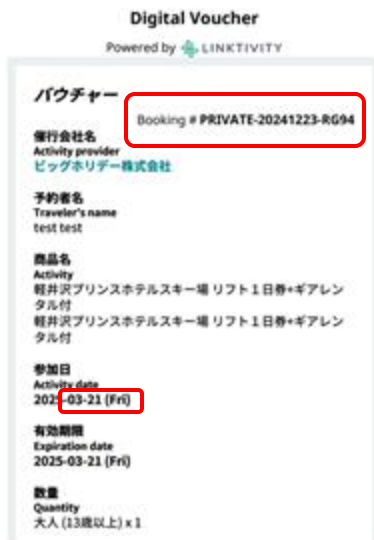 Digital Voucher
Powered by LINKTIVITY
バウチャー
Booking # PRIVATE-20241223-RG94
催行会社名
Activity provider
ビッグホリデー株式会社
予約者名
Traveler's name
test test
商品名
Activity
軽井沢プリンスホテルスキー場 リフト1日券+ギアレン
タル付
軽井沢プリンスホテルスキー場 リフト1日券+ギアレン
タル付
参加日
Activity date
2025-03-21 (Fri)
有効期限
Expiration date
2025-03-21 (Fri)
数量
Quantity
大人 (13歳以上) x 1